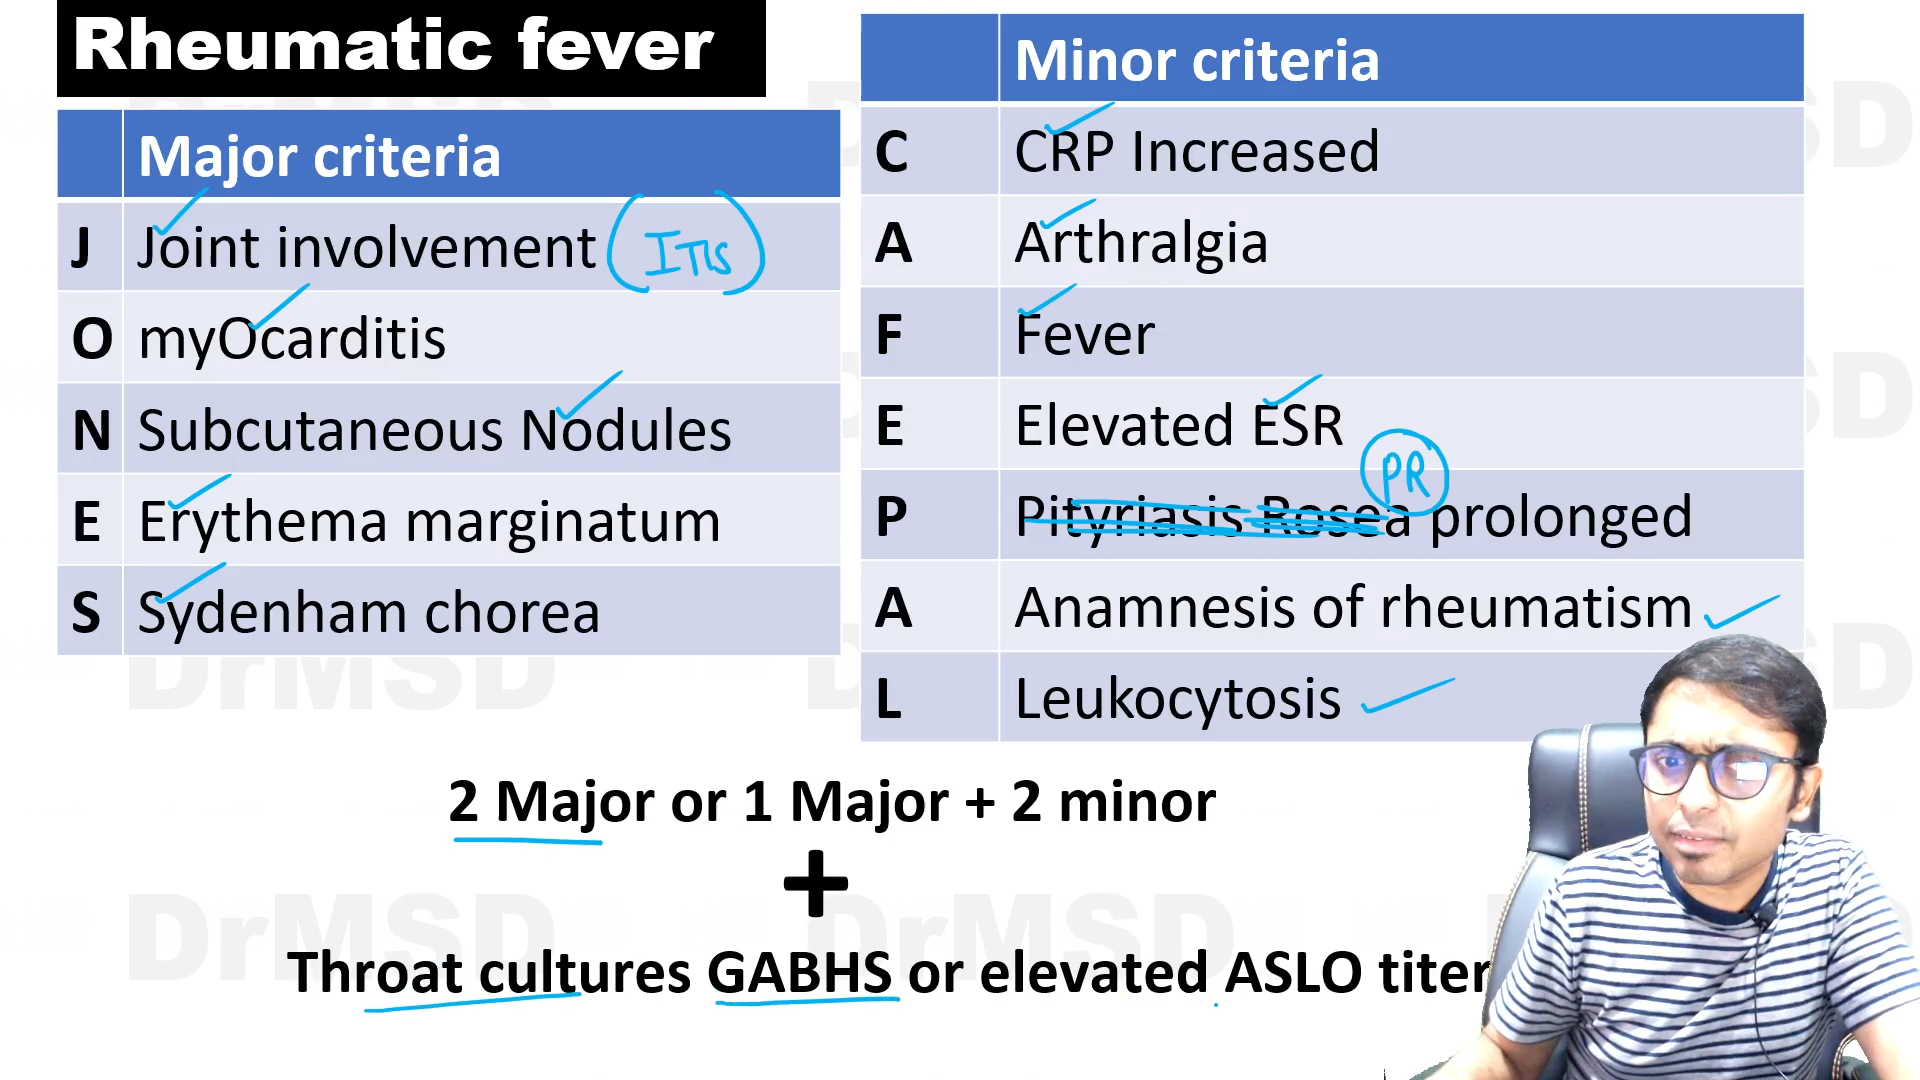 Rheumatic fever
Major criteria
J Joint involvement (ITIS)
O myOcarditis
N Subcutaneous Nodules
E Erythema marginatum
S Sydenham chorea
Minor criteria
C CRP Increased
A Arthralgia
F Fever
E Elevated ESR
PR
P Pityriasis Rosea prolonged
A Anamnesis of rheumatism
L Leukocytosis
2 Major or 1 Major + 2 minor
+
Throat cultures GABHS or elevated ASLO titer
DrMSD
DrMSD